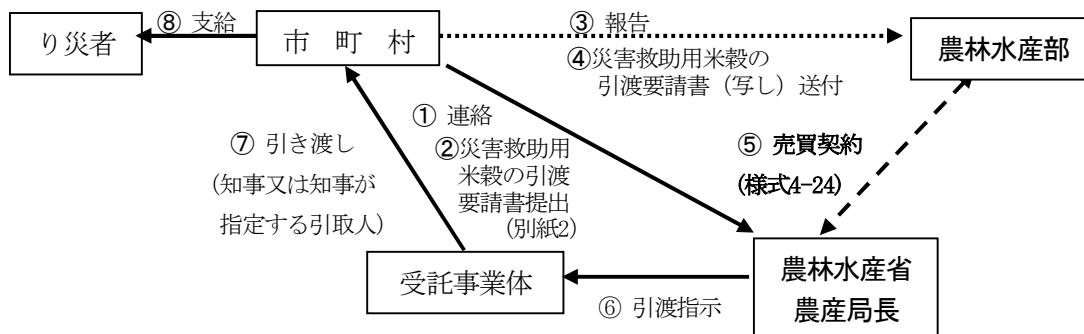 ⑧ 支給
り災者
市 町 村
③ 報告
④災害救助用米穀の
引渡要請書（写し）送付
農林水産部
① 連絡
②災害救助用
米穀の引渡
要請書提出
(別紙2)
⑦ 引き渡し
(知事又は知事が
指定する引取人)
⑤ 売買契約
(様式4-24)
受託事業体
⑥ 引渡指示
農林水産省
農産局長